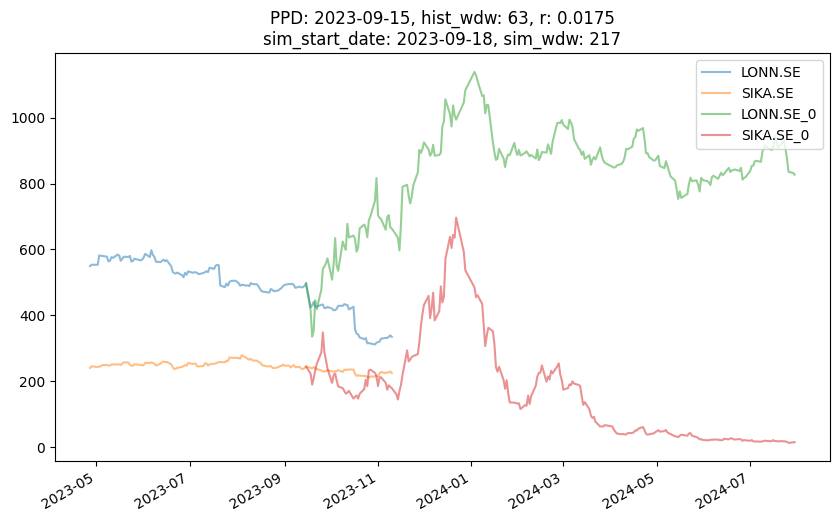 PPD: 2023-09-15, hist_wdw: 63, r: 0.0175
sim_start_date: 2023-09-18, sim_wdw: 217
LONN.SE
SIKA.SE
LONN.SE_0
SIKA.SE_0
1000
800
600
400
200
0
2023-05
2023-07
2023-09
2023-11
2024-01
2024-03
2024-05
2024-07